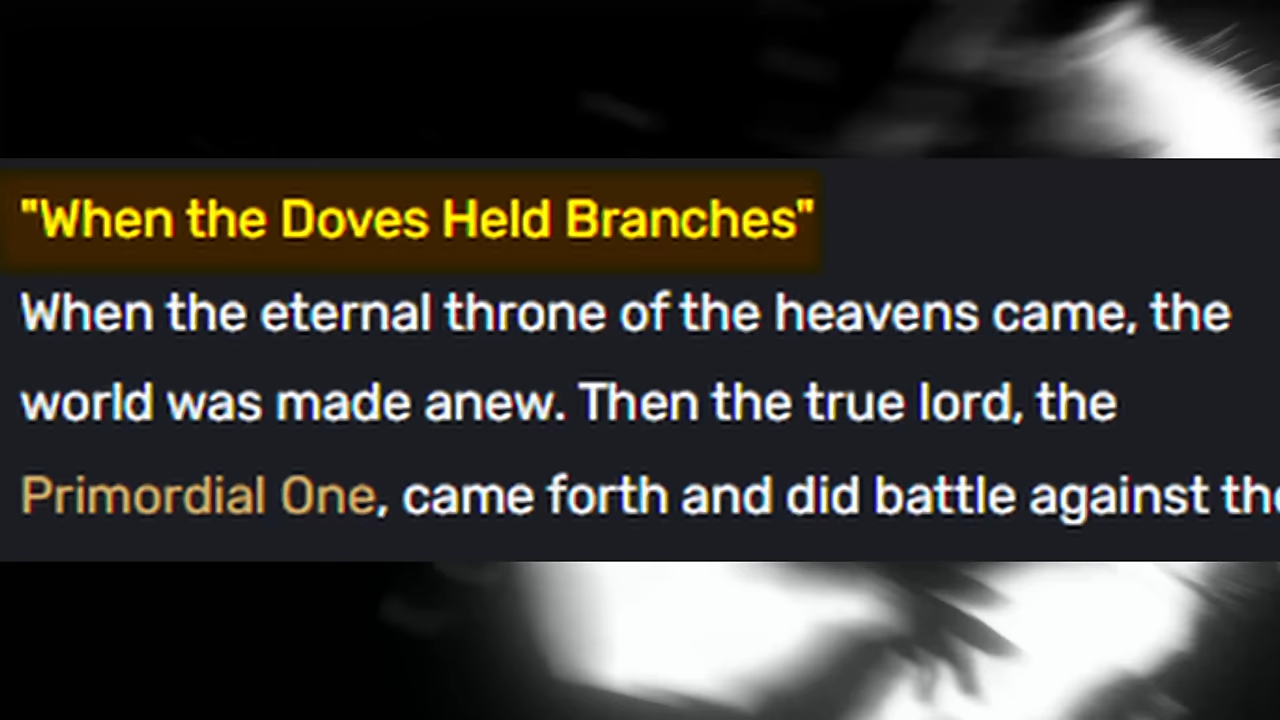 "When the Doves Held Branches"
When the eternal throne of the heavens came, the
world was made anew. Then the true lord, the
Primordial One, came forth and did battle against the